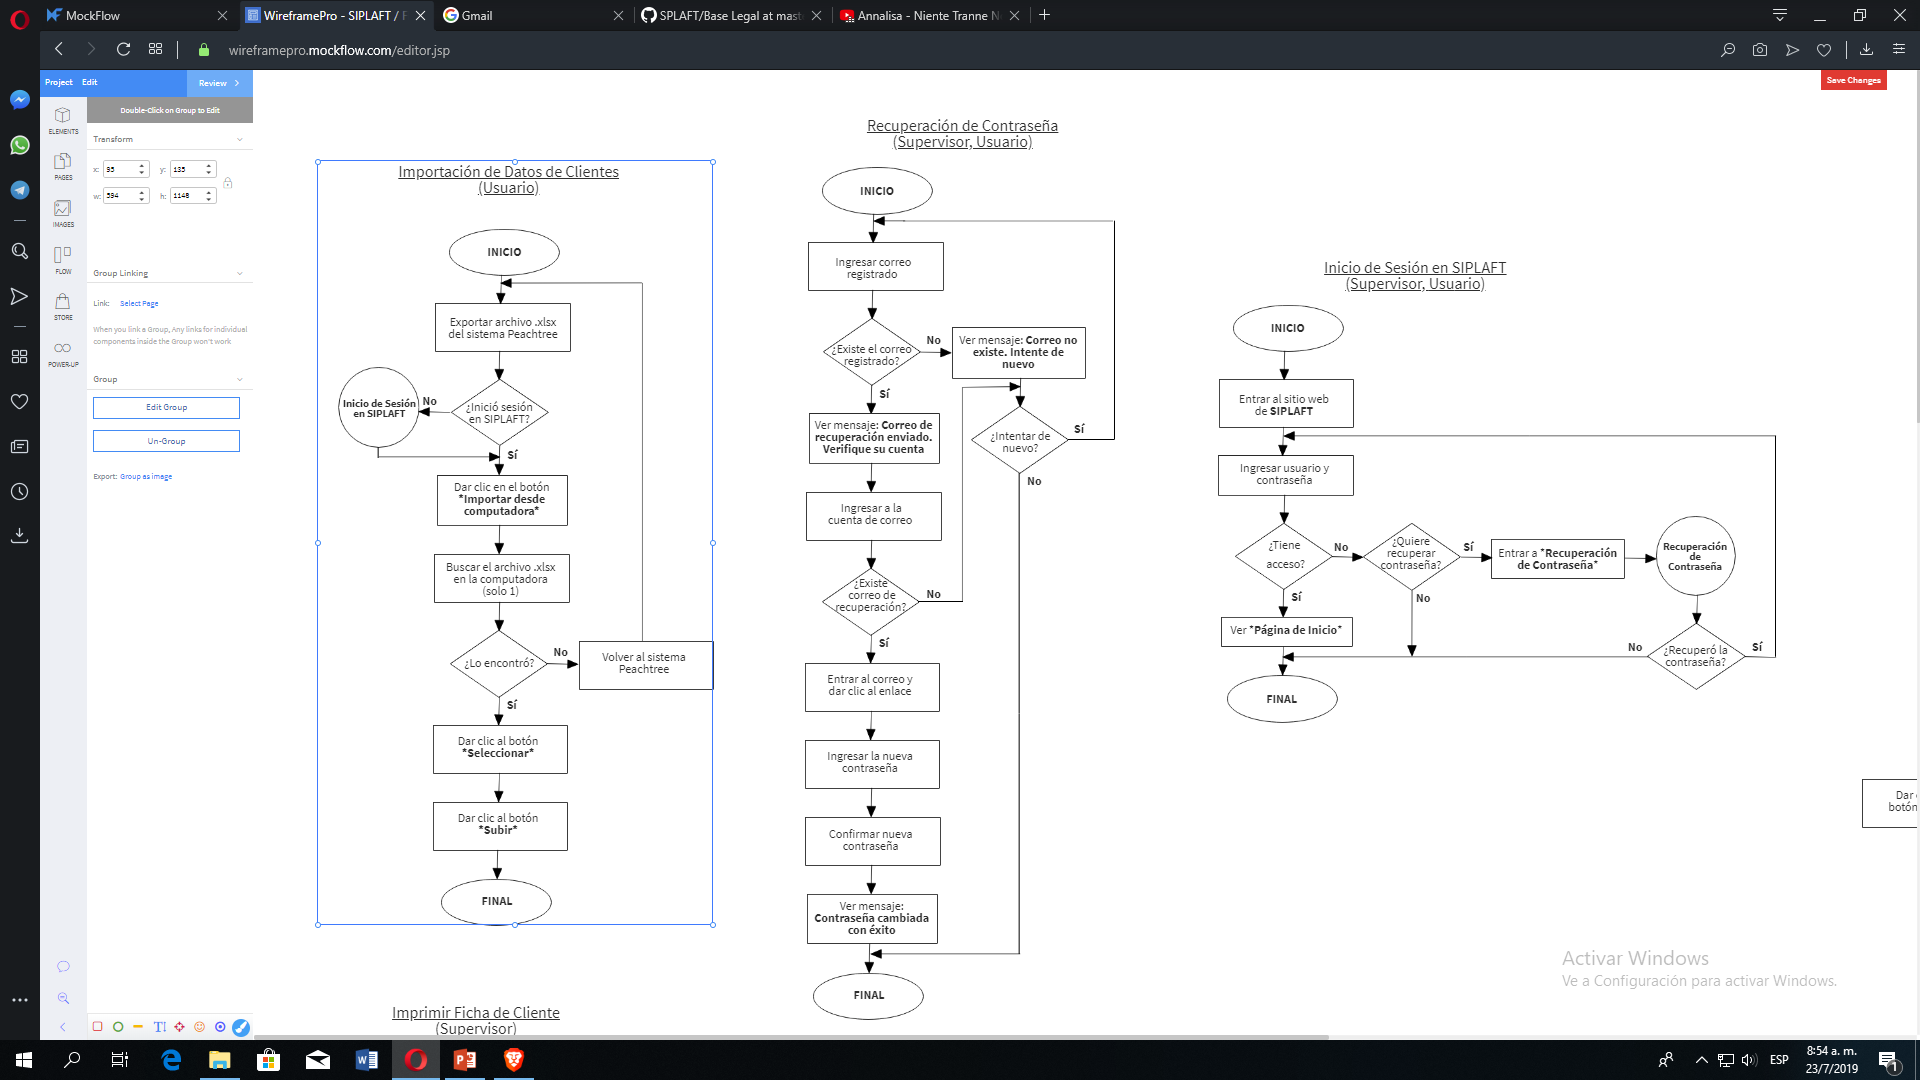 MockFlow
WireframePro - SIPLAFT / F
Gmail
SPLAFT/Base Legal at mast
Annalisa - Niente Tranne N
wireframepro.mockflow.com/editor.jsp
Project Edit
Review
Save Changes
Double-Click on Group to Edit
ELEMENTS
PAGES
IMAGES
FLOW
STORE
POWER-UP
Transform
x: 95 y: 135
w: 594 h: 1148
Group Linking
Link: Select Page
When you link a Group, Any links for individual
components inside the Group won't work
Group
Edit Group
Un-Group
Export: Group as image
Importación de Datos de Clientes
(Usuario)
INICIO
Exportar archivo .xlsx
del sistema Peachtree
¿Inició sesión
en SIPLAFT?
No
Inicio de Sesión
en SIPLAFT
Sí
Dar clic en el botón
*Importar desde
computadora*
Buscar el archivo .xlsx
en la computadora
(solo 1)
¿Lo encontró?
No
Volver al sistema
Peachtree
Sí
Dar clic al botón
*Seleccionar*
Dar clic al botón
*Subir*
FINAL
Imprimir Ficha de Cliente
(Supervisor)
Recuperación de Contraseña
(Supervisor, Usuario)
INICIO
Ingresar correo
registrado
¿Existe el correo
registrado?
No
Ver mensaje: Correo no
existe. Intente de
nuevo
Sí
Ver mensaje: Correo de
recuperación enviado.
Verifique su cuenta
¿Intentar de
nuevo?
Sí
No
Ingresar a la
cuenta de correo
¿Existe
correo de
recuperación?
No
Sí
Entrar al correo y
dar clic al enlace
Ingresar la nueva
contraseña
Confirmar nueva
contraseña
Ver mensaje:
Contraseña cambiada
con éxito
FINAL
Inicio de Sesión en SIPLAFT
(Supervisor, Usuario)
INICIO
Entrar al sitio web
de SIPLAFT
Ingresar usuario y
contraseña
¿Tiene
acceso?
No
¿Quiere
recuperar
contraseña?
Sí
Entrar a *Recuperación
de Contraseña*
Recuperación
de
Contraseña
Sí
No
Ver *Página de Inicio*
No
¿Recuperó la
contraseña?
Sí
FINAL
Dar
botón
Activar Windows
Ve a Configuración para activar Windows.
ESP
8:54 a. m.
23/7/2019
1